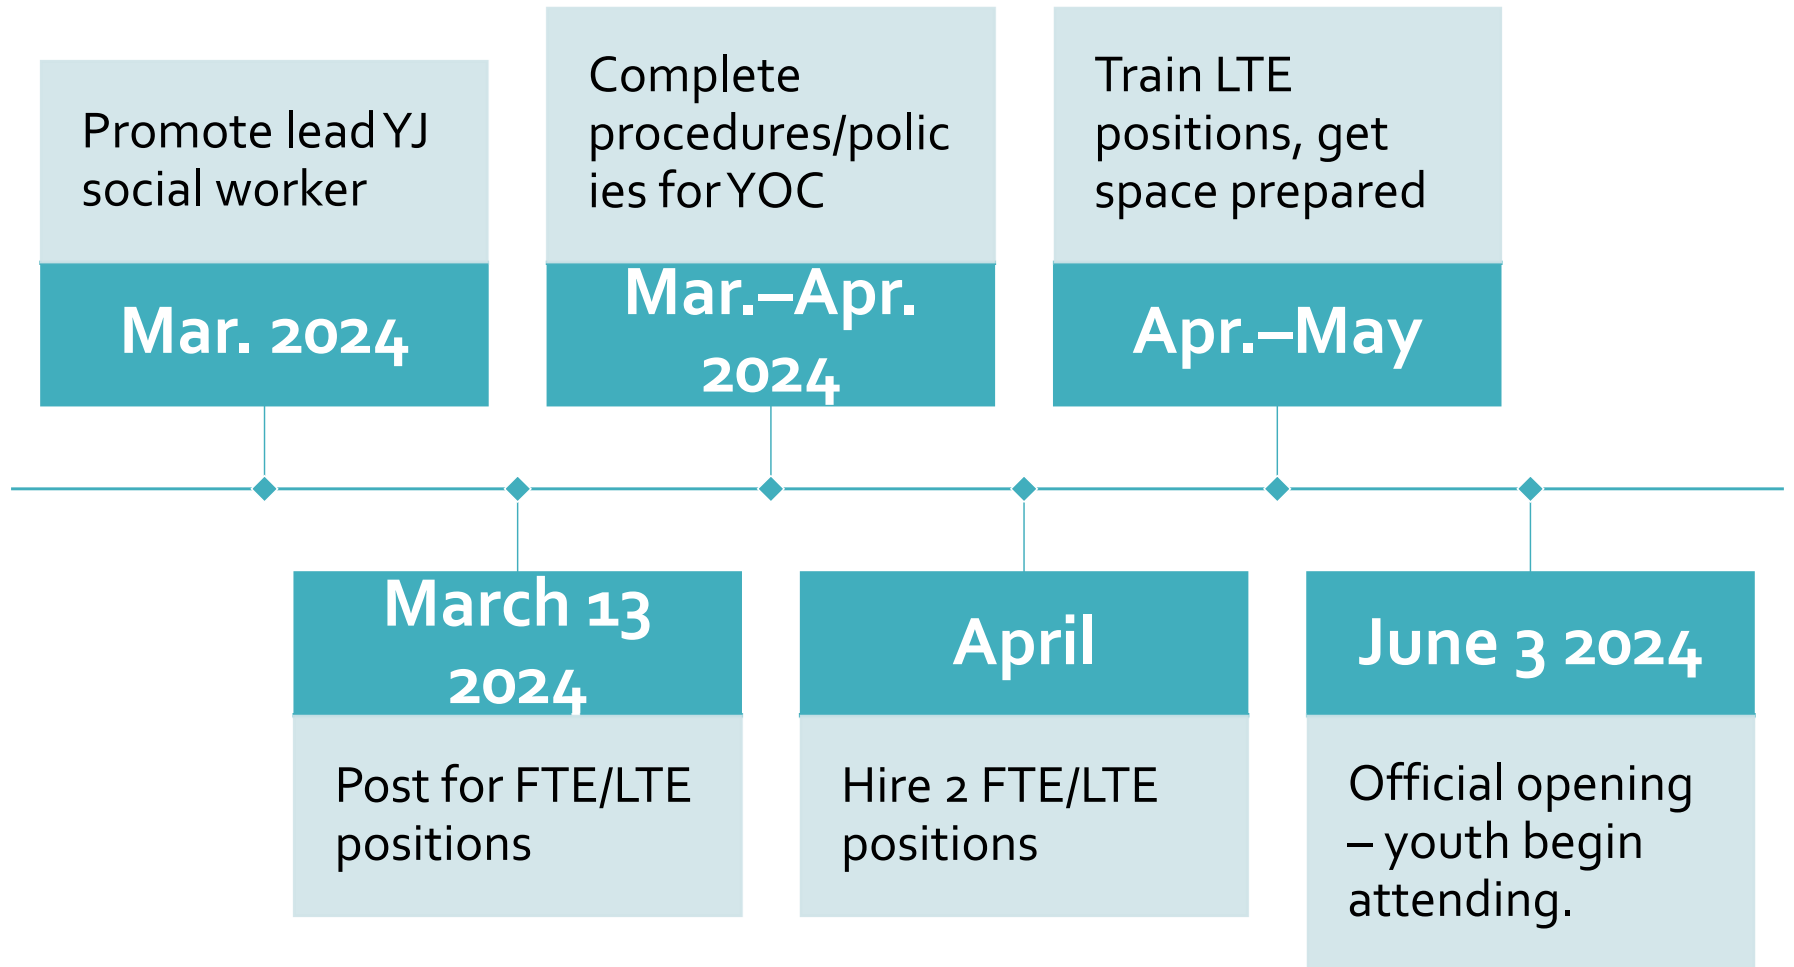 Promote lead YJ
social worker
Mar. 2024
March 13
2024
Post for FTE/LTE
positions
Complete
procedures/polic
ies for YOC
Mar.–Apr.
2024
April
Hire 2 FTE/LTE
positions
Train LTE
positions, get
space prepared
Apr.–May
June 3 2024
Official opening
– youth begin
attending.